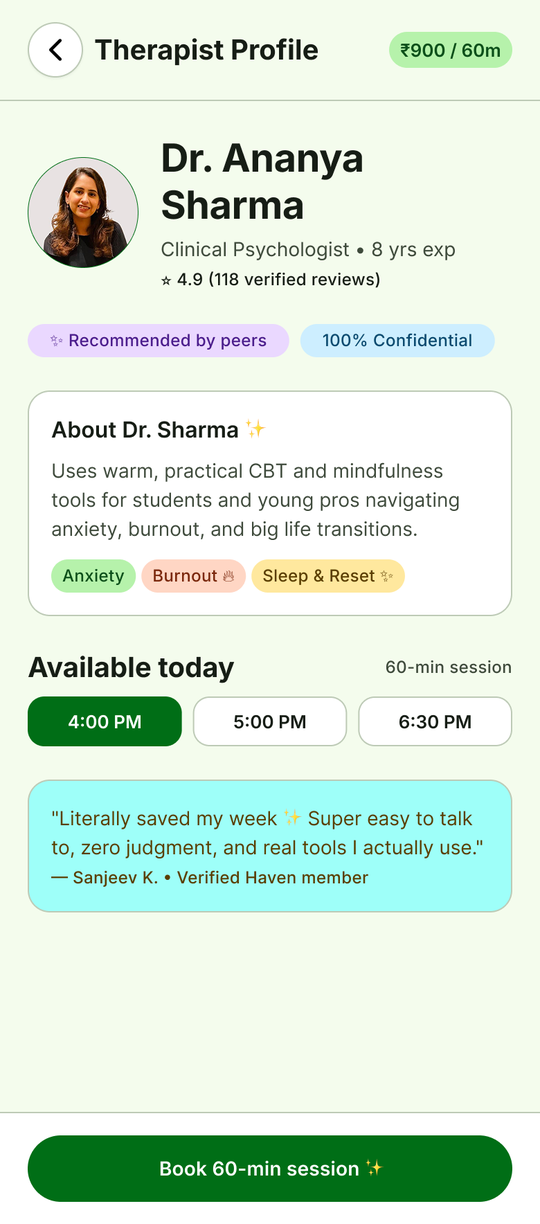 Therapist Profile
₹900 / 60m
Dr. Ananya
Sharma
Clinical Psychologist • 8 yrs exp
⭐ 4.9 (118 verified reviews)
✨ Recommended by peers
100% Confidential
About Dr. Sharma ✨
Uses warm, practical CBT and mindfulness
tools for students and young pros navigating
anxiety, burnout, and big life transitions.
Anxiety
Burnout 🔥
Sleep & Reset ✨
Available today
60-min session
4:00 PM
5:00 PM
6:30 PM
"Literally saved my week ✨ Super easy to talk
to, zero judgment, and real tools I actually use."
— Sanjeev K. • Verified Haven member
Book 60-min session ✨